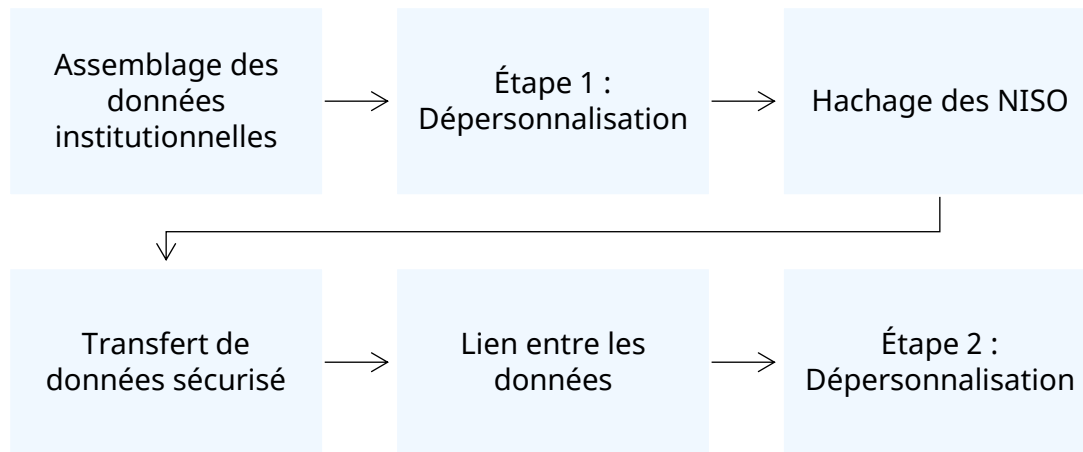 Assemblage des
données
institutionnelles
Étape 1 :
Dépersonnalisation
Hachage des NISO
Transfert de
données sécurisé
Lien entre les
données
Étape 2 :
Dépersonnalisation